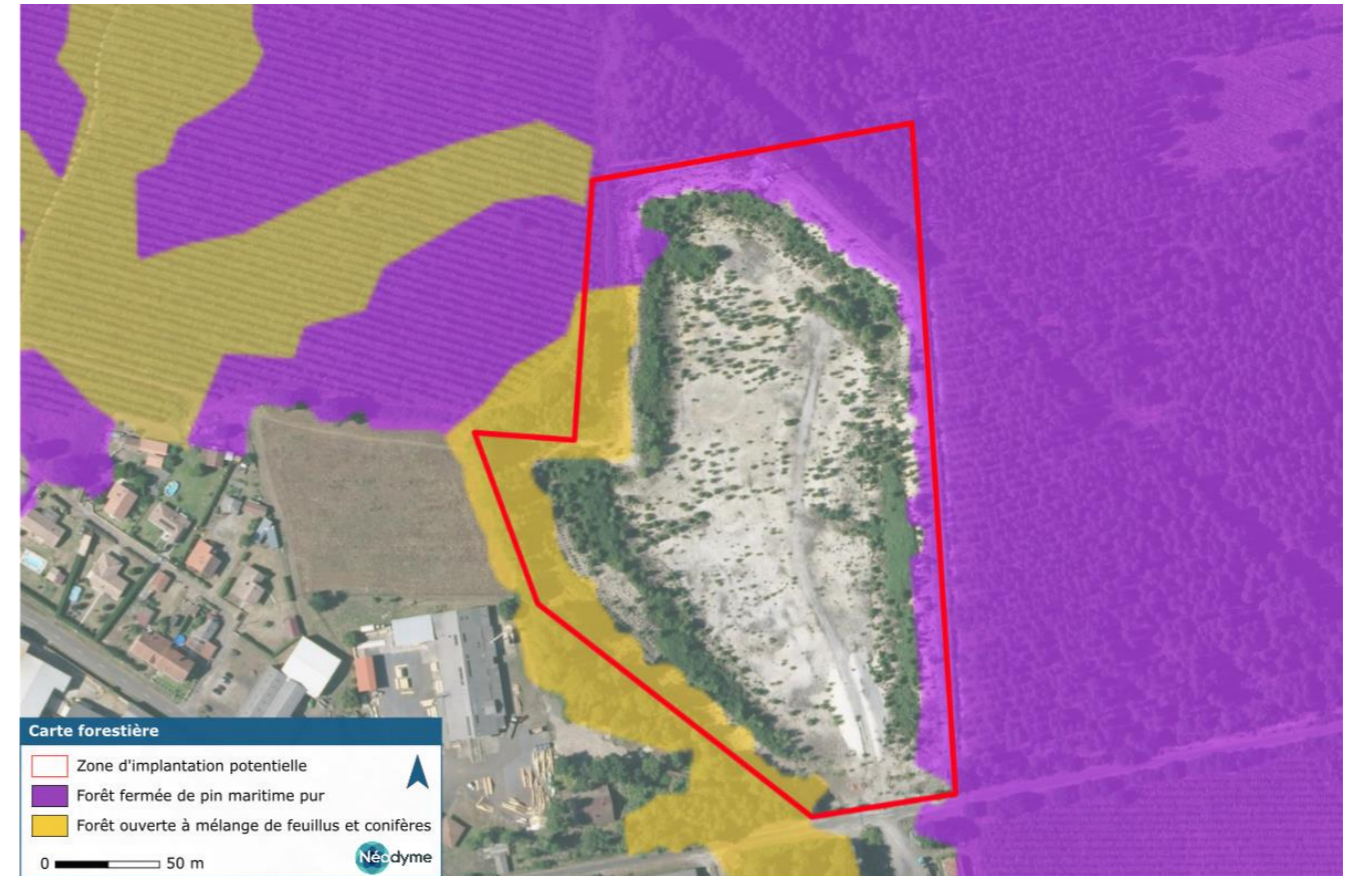 Carte forestière
Zone d'implantation potentielle
Forêt fermée de pin maritime pur
Forêt ouverte à mélange de feuillus et conifères
0 50 m
Néodyme